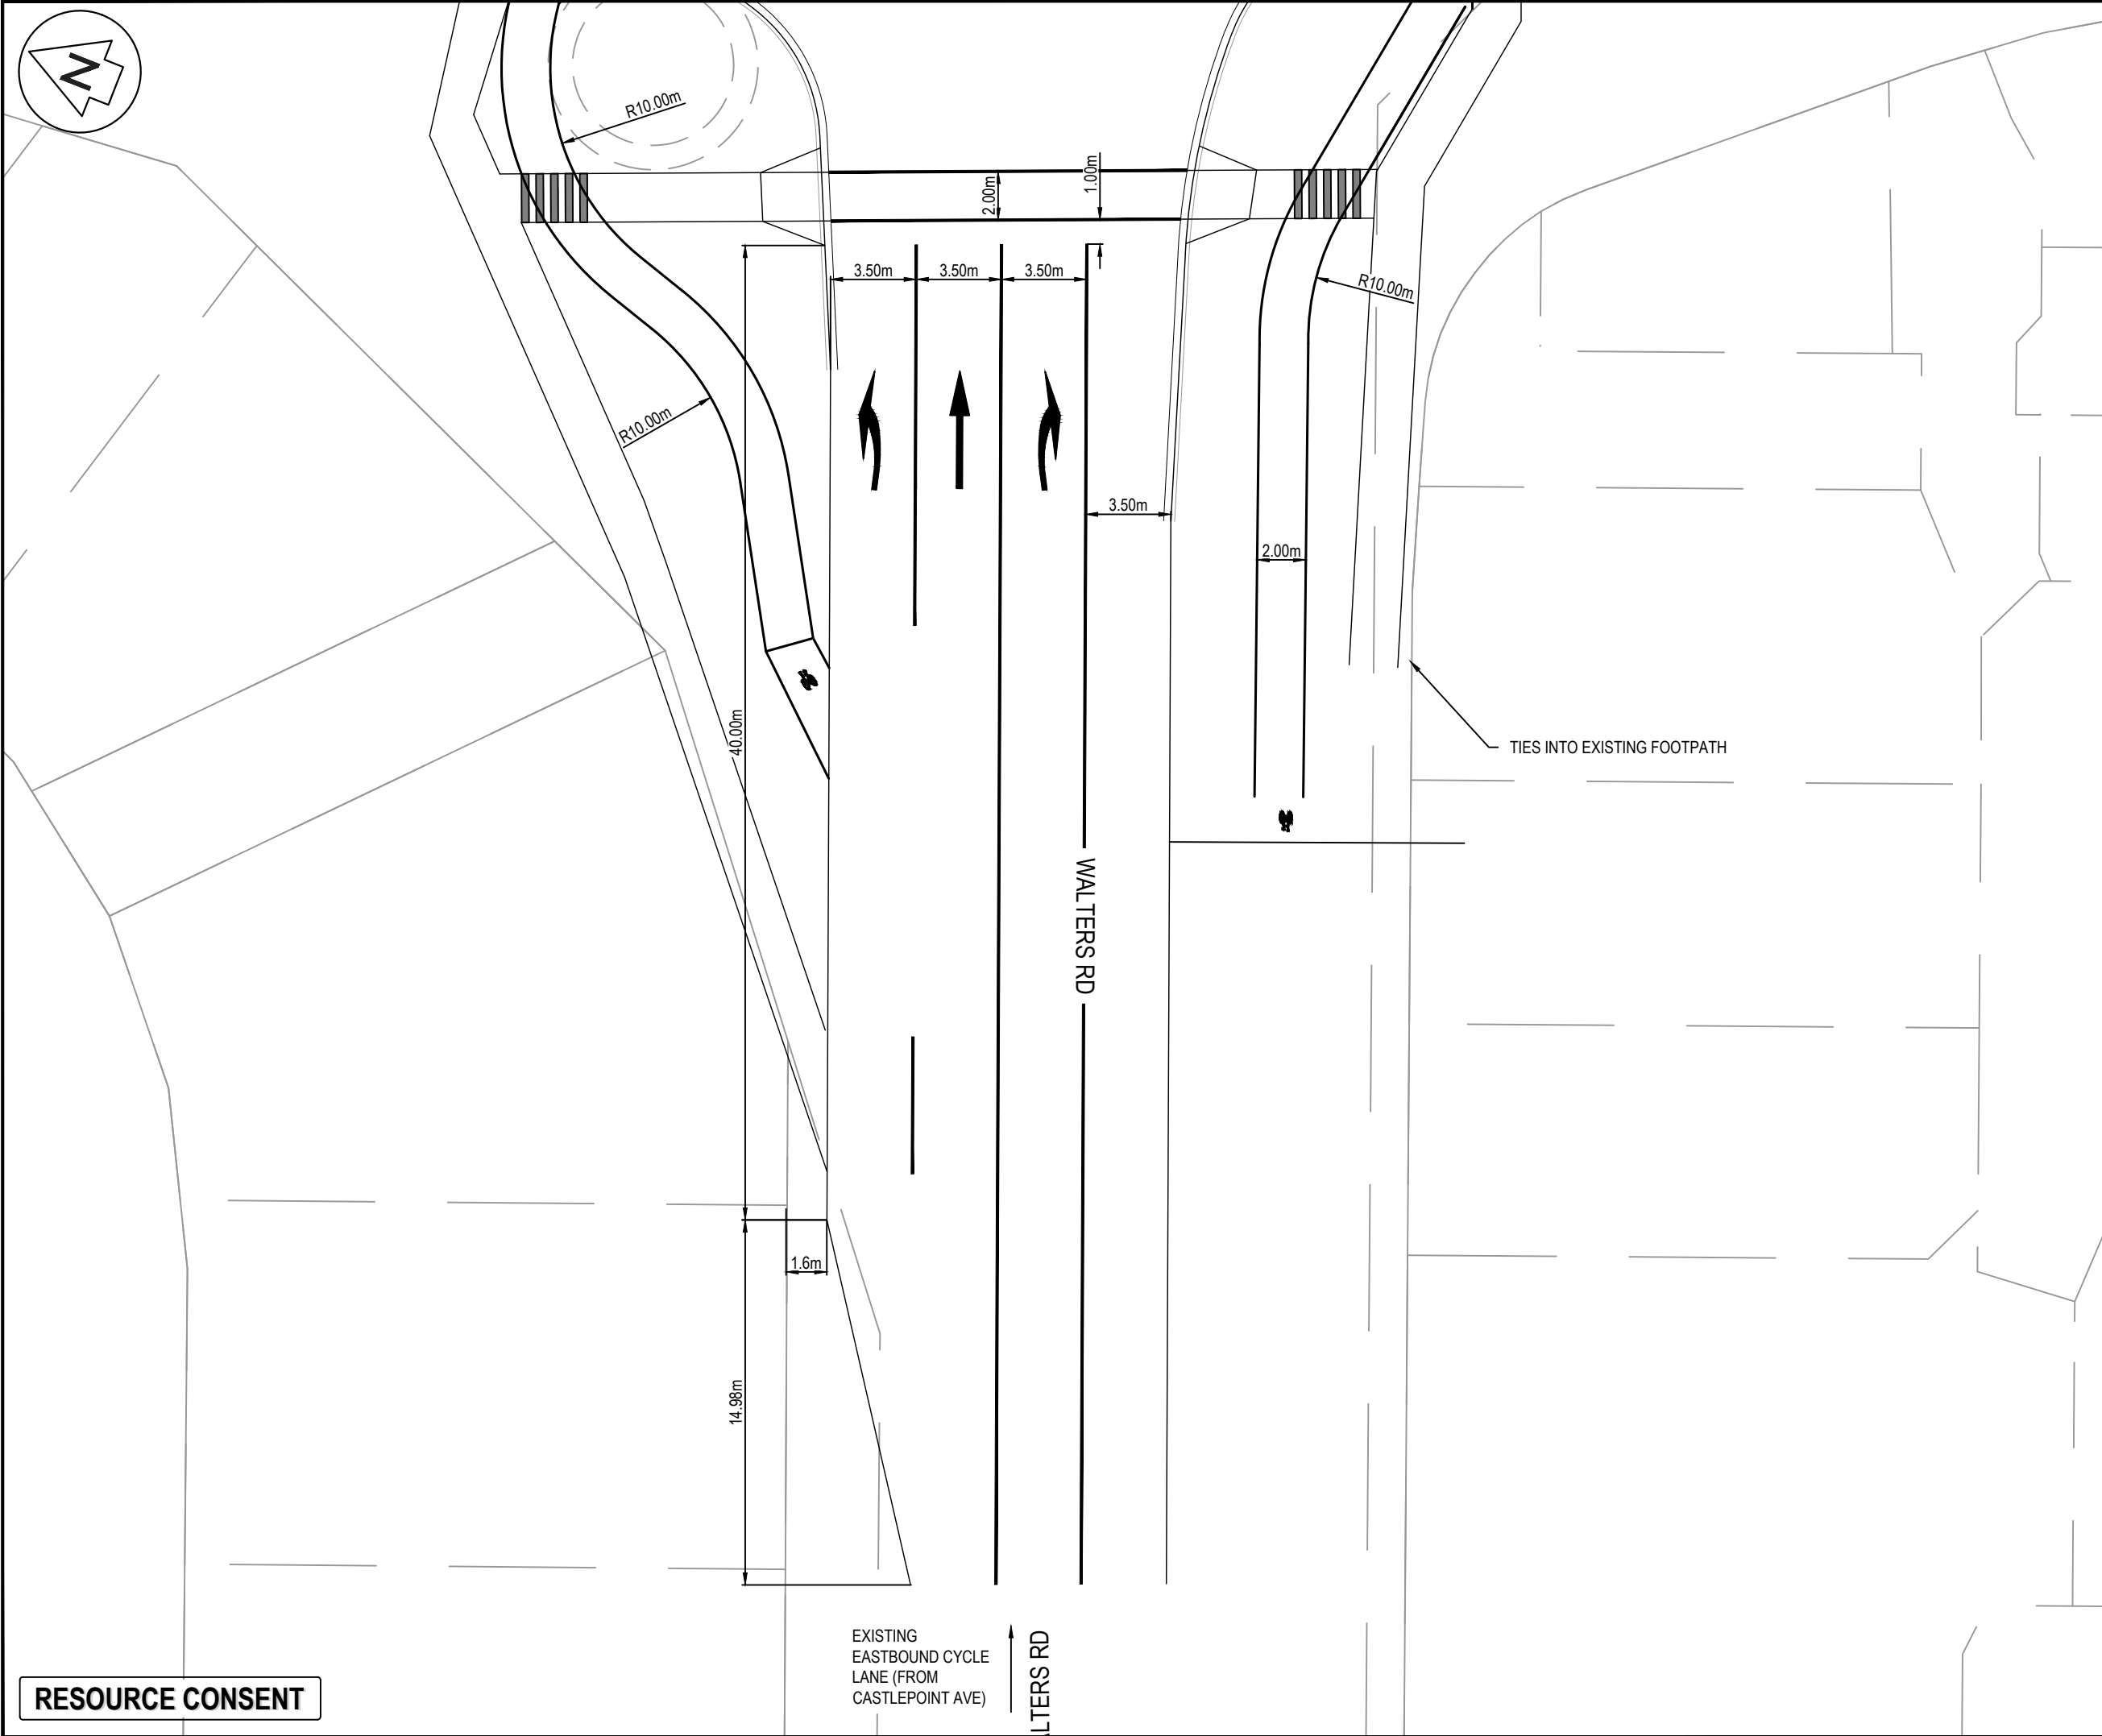 N
R10.00m
2.00m
1.00m
3.50m
3.50m
3.50m
R10.00m
R10.00m
3.50m
2.00m
40.00m
TIES INTO EXISTING FOOTPATH
WALTERS RD
1.6m
14.98m
EXISTING
EASTBOUND CYCLE
LANE (FROM
CASTLEPOINT AVE)
ALTERS RD
RESOURCE CONSENT